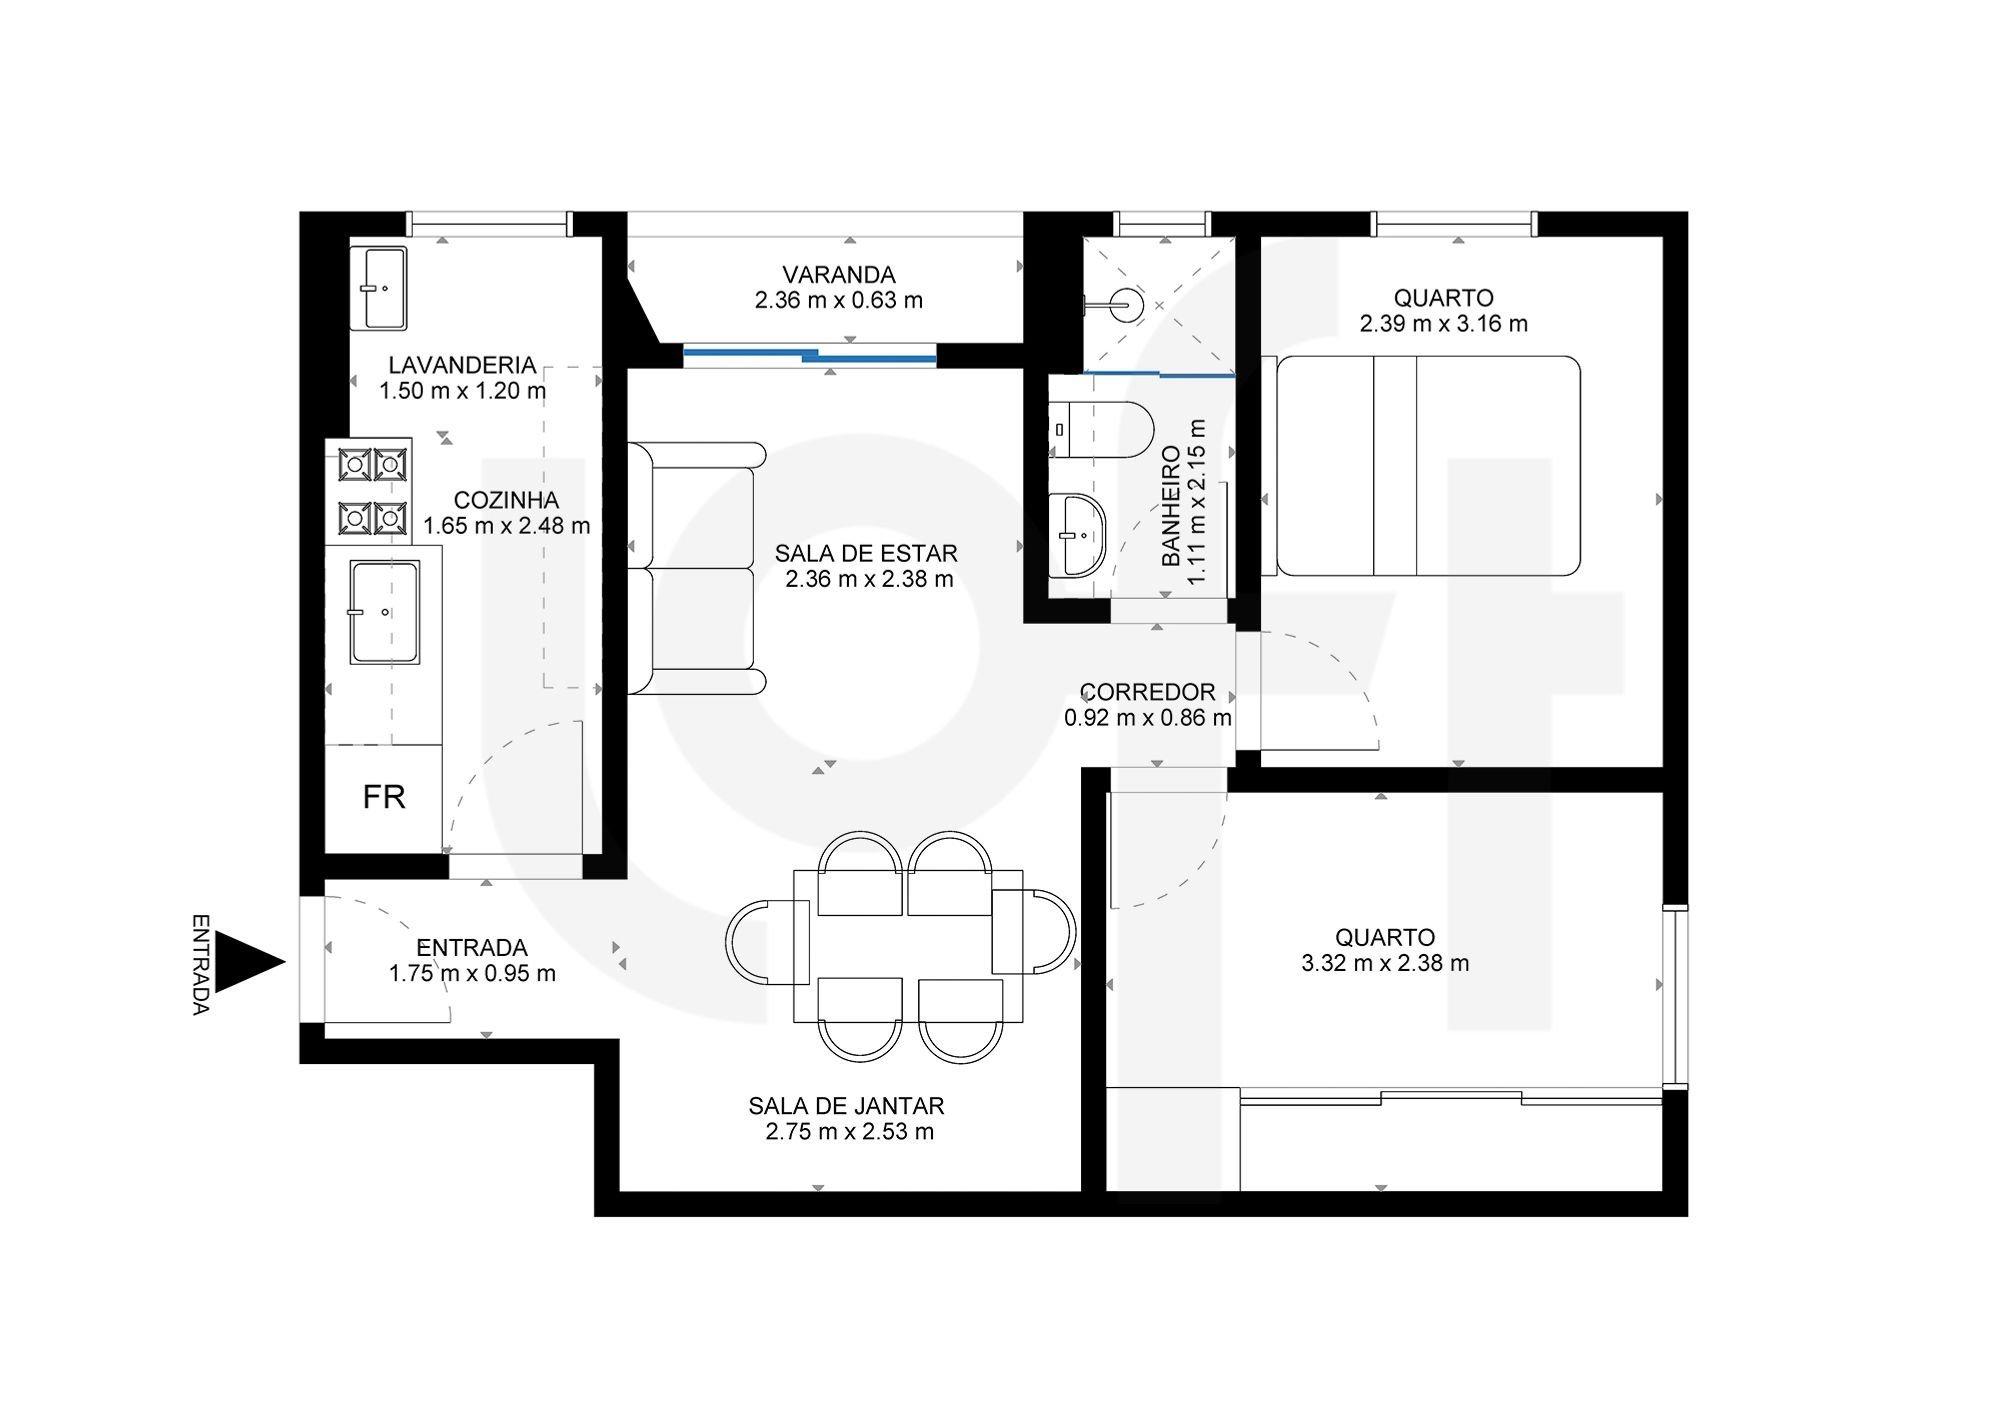 VARANDA
2.36 m x 0.63 m
QUARTO
2.39 m x 3.16 m
LAVANDERIA
1.50 m x 1.20 m
COZINHA
1.65 m x 2.48 m
BANHEIRO
1.11 m x 2.15 m
SALA DE ESTAR
2.36 m x 2.38 m
CORREDOR
0.92 m x 0.86 m
FR
ENTRADA
ENTRADA
1.75 m x 0.95 m
QUARTO
3.32 m x 2.38 m
SALA DE JANTAR
2.75 m x 2.53 m
loft